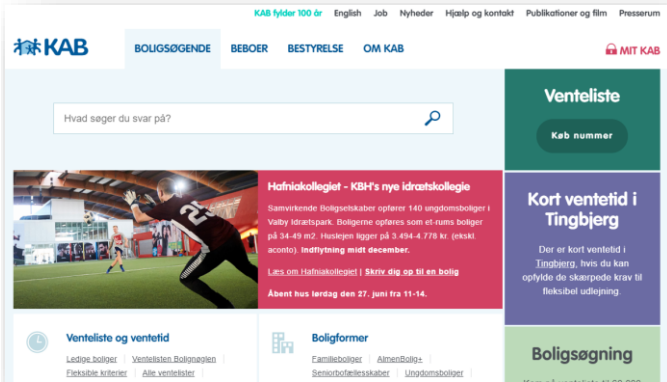 KAB fylder 100 år English Job Nyheder Hjælp og kontakt Publikationer og film Presserum
KAB
BOLIGSØGENDE BEBOER BESTYRELSE OM KAB
MIT KAB
Hvad søger du svar på?
Venteliste
Køb nummer
Hafniakollegiet - KBH's nye idrætskollegie
Samvirkende Boligselskaber opfører 140 ungdomsboliger i
Valby Idrætspark. Boligerne opføres som et-rums boliger
på 34-49 m2. Huslejen ligger på 3.494-4.778 kr. (ekskl.
aconto). Indflytning midt december.
Læs om Hafniakollegiet | Skriv dig op til en bolig
Åbent hus lørdag den 27. juni fra 11-14.
Kort ventetid i
Tingbjerg
Der er kort ventetid i
Tingbjerg, hvis du kan
opfylde de skærpede krav til
fleksibel udlejning.
Venteliste og ventetid
Ledige boliger Ventelisten Bolignøglen
Fleksible kriterier Alle ventelister
Boligformer
Familieboliger AlmenBolig+
Seniorbofællesskaber Ungdomsboliger
Boligsøgning